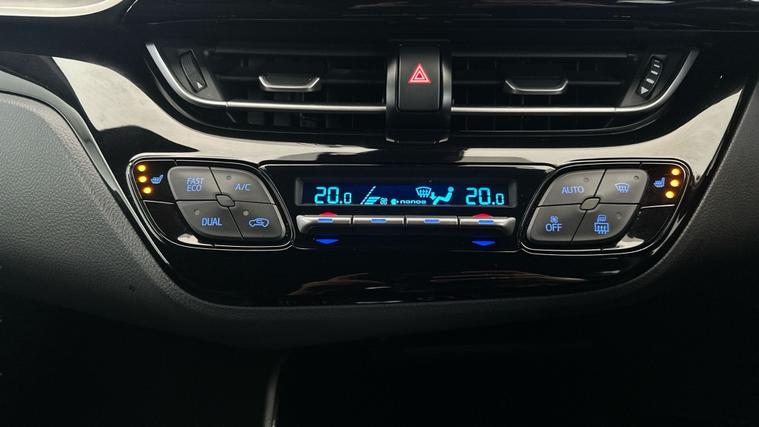 FAST
ECO
A/C
DUAL
20.0
nanoe
20.0
AUTO
OFF